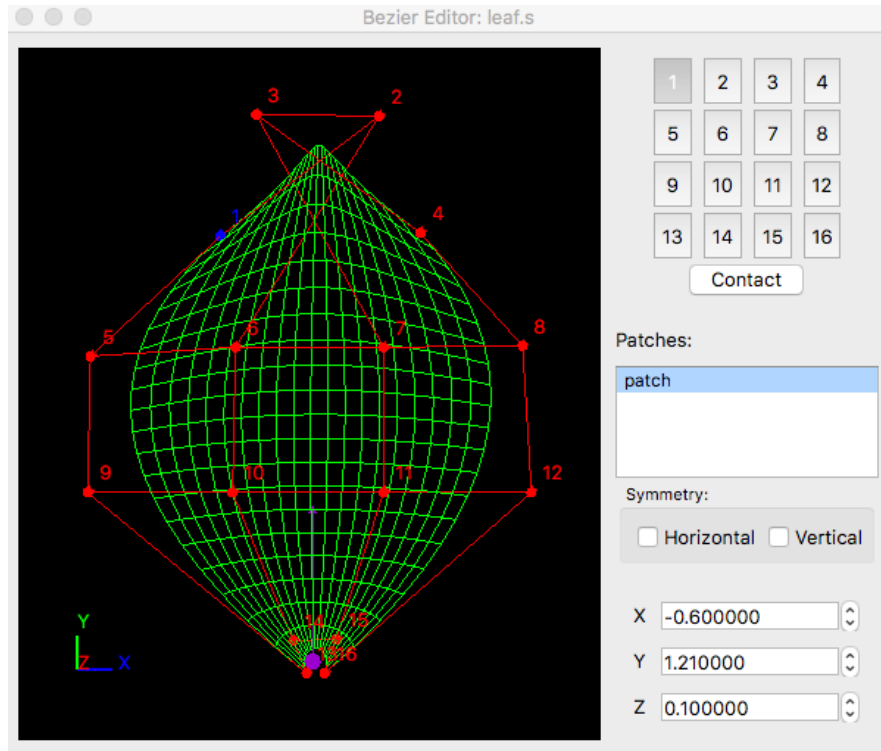 Bezier Editor: leaf.s
3 2
1 4
5 6 7 8
9 10 11 12
14 15
13 16
Y
Z X
1 2 3 4
5 6 7 8
9 10 11 12
13 14 15 16
Contact
Patches:
patch
Symmetry:
Horizontal Vertical
X -0.600000
Y 1.210000
Z 0.100000